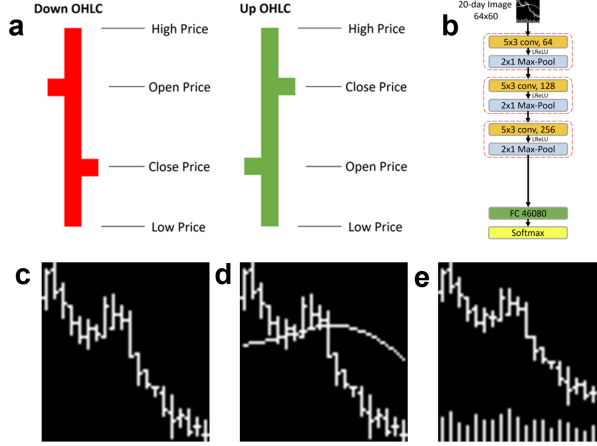 a
Down OHLC
Up OHLC
High Price
Open Price
Close Price
Low Price
High Price
Close Price
Open Price
Low Price
b
20-day Image
64x60
5x3 conv, 64
LReLU
2x1 Max-Pool
5x3 conv, 128
LReLU
2x1 Max-Pool
5x3 conv, 256
LReLU
2x1 Max-Pool
FC 46080
Softmax
c
d
e